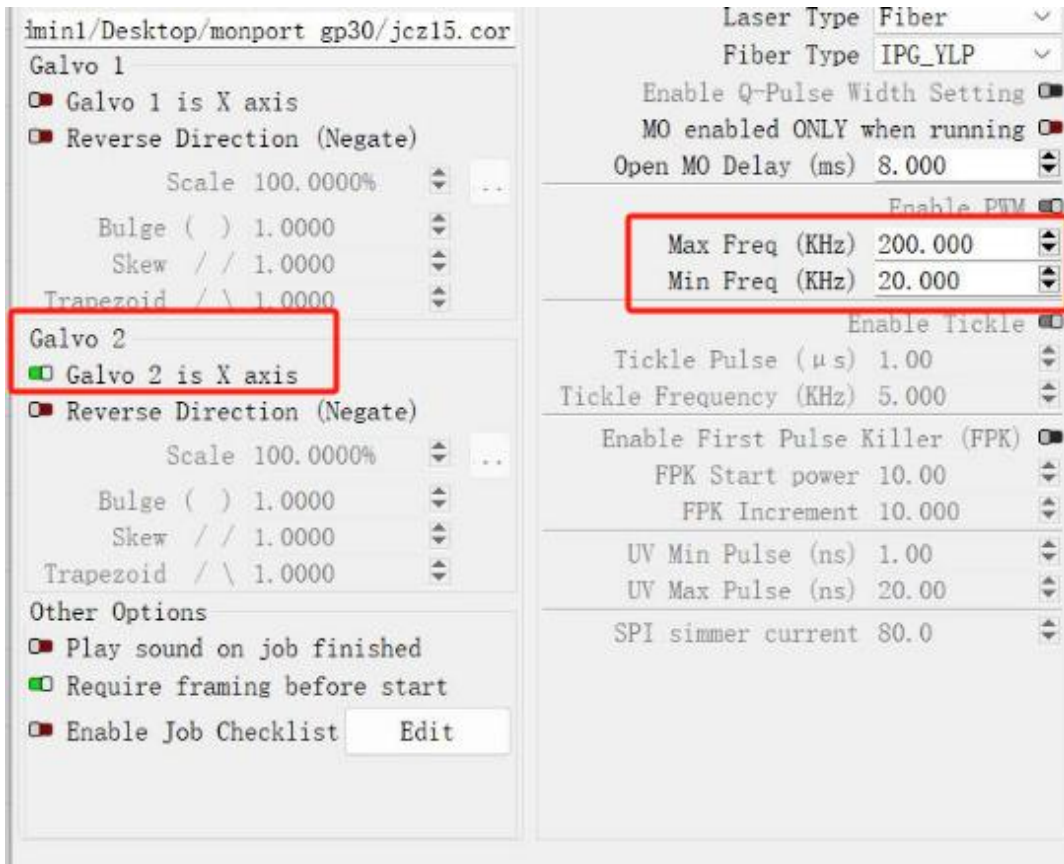 imin1/Desktop/monport gp30/jcz15.cor
Galvo 1
Galvo 1 is X axis
Reverse Direction (Negate)
Scale 100.0000% ..
Bulge ( ) 1.0000
Skew / / 1.0000
Trapezoid / \ 1.0000
Galvo 2
Galvo 2 is X axis
Reverse Direction (Negate)
Scale 100.0000% ..
Bulge ( ) 1.0000
Skew / / 1.0000
Trapezoid / \ 1.0000
Other Options
Play sound on job finished
Require framing before start
Enable Job Checklist Edit
Laser Type Fiber
Fiber Type IPG_YLP
Enable Q-Pulse Width Setting
MO enabled ONLY when running
Open MO Delay (ms) 8.000
Enable PWM
Max Freq (KHz) 200.000
Min Freq (KHz) 20.000
Enable Tickle
Tickle Pulse (μs) 1.00
Tickle Frequency (KHz) 5.000
Enable First Pulse Killer (FPK)
FPK Start power 10.00
FPK Increment 10.000
UV Min Pulse (ns) 1.00
UV Max Pulse (ns) 20.00
SPI simmer current 80.0